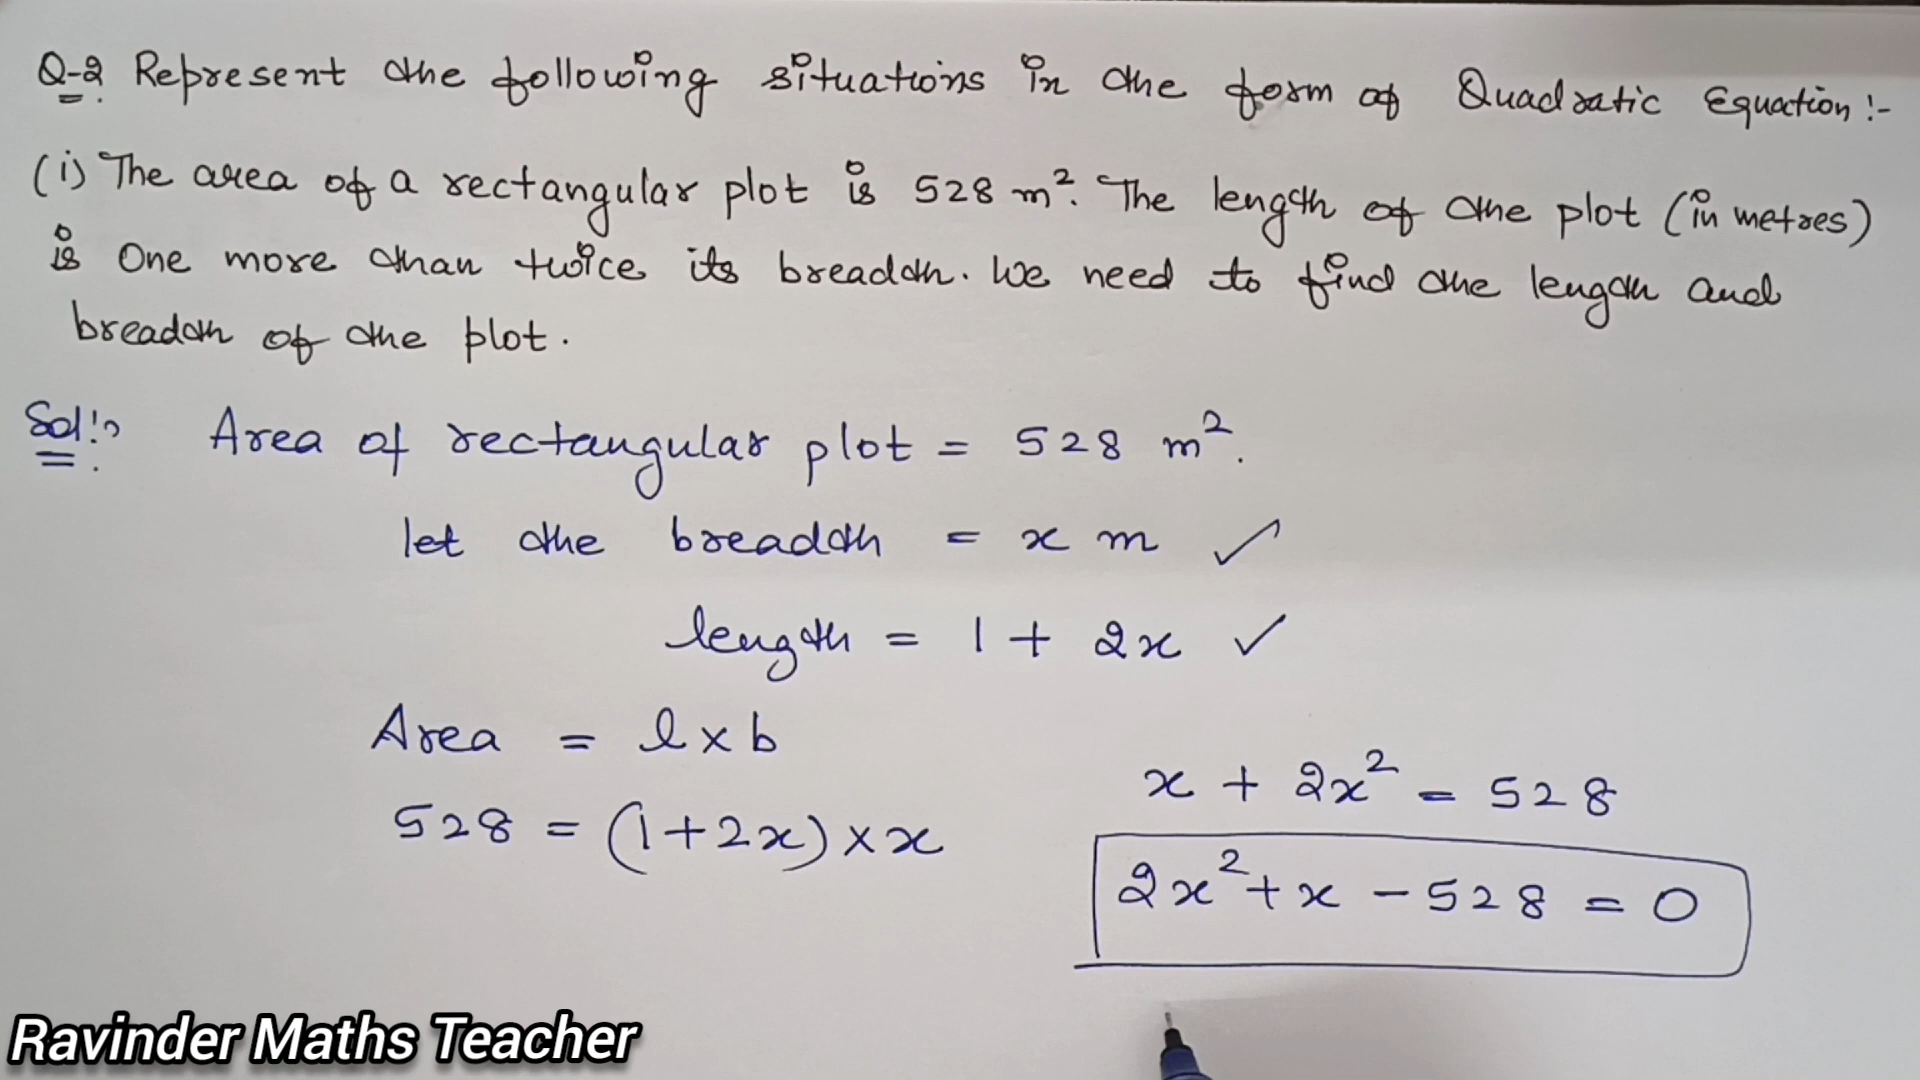 Q-2 Represent the following situations in the form of Quadratic Equation :-
(i) The area of a rectangular plot is 528 m². The length of the plot (in metres)
is one more than twice its breadth. We need to find the length and
breadth of the plot.
Sol:- Area of rectangular plot = 528 m².
let the breadth = x m ✓
length = 1 + 2x ✓
Area = l × b
528 = (1+2x) × x
x + 2x² = 528
2x² + x - 528 = 0
Ravinder Maths Teacher